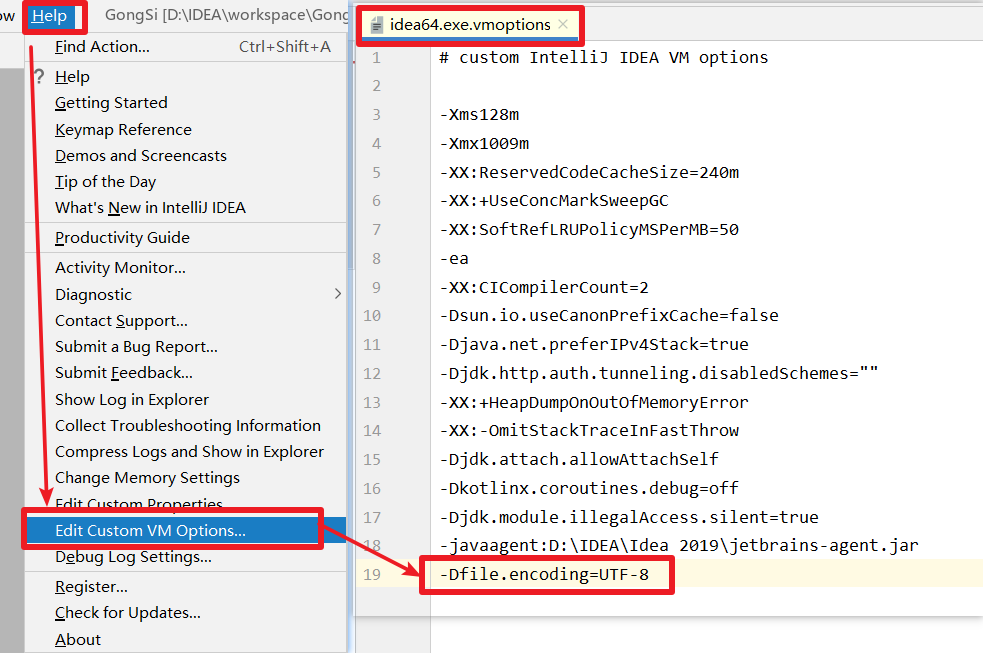 ow Help GongSi [D:\IDEA\workspace\Gong
Find Action... Ctrl+Shift+A
? Help
Getting Started
Keymap Reference
Demos and Screencasts
Tip of the Day
What's New in IntelliJ IDEA
Productivity Guide
Activity Monitor...
Diagnostic
Contact Support...
Submit a Bug Report...
Submit Feedback...
Show Log in Explorer
Collect Troubleshooting Information
Compress Logs and Show in Explorer
Change Memory Settings
Edit Custom Properties...
Edit Custom VM Options...
Debug Log Settings...
Register...
Check for Updates...
About
idea64.exe.vmoptions
1 # custom IntelliJ IDEA VM options
2
3 -Xms128m
4 -Xmx1009m
5 -XX:ReservedCodeCacheSize=240m
6 -XX:+UseConcMarkSweepGC
7 -XX:SoftRefLRUPolicyMSPerMB=50
8 -ea
9 -XX:CICompilerCount=2
10 -Dsun.io.useCanonPrefixCache=false
11 -Djava.net.preferIPv4Stack=true
12 -Djdk.http.auth.tunneling.disabledSchemes=""
13 -XX:+HeapDumpOnOutOfMemoryError
14 -XX:-OmitStackTraceInFastThrow
15 -Djdk.attach.allowAttachSelf
16 -Dkotlinx.coroutines.debug=off
17 -Djdk.module.illegalAccess.silent=true
18 -javaagent:D:\IDEA\Idea 2019\jetbrains-agent.jar
19 -Dfile.encoding=UTF-8